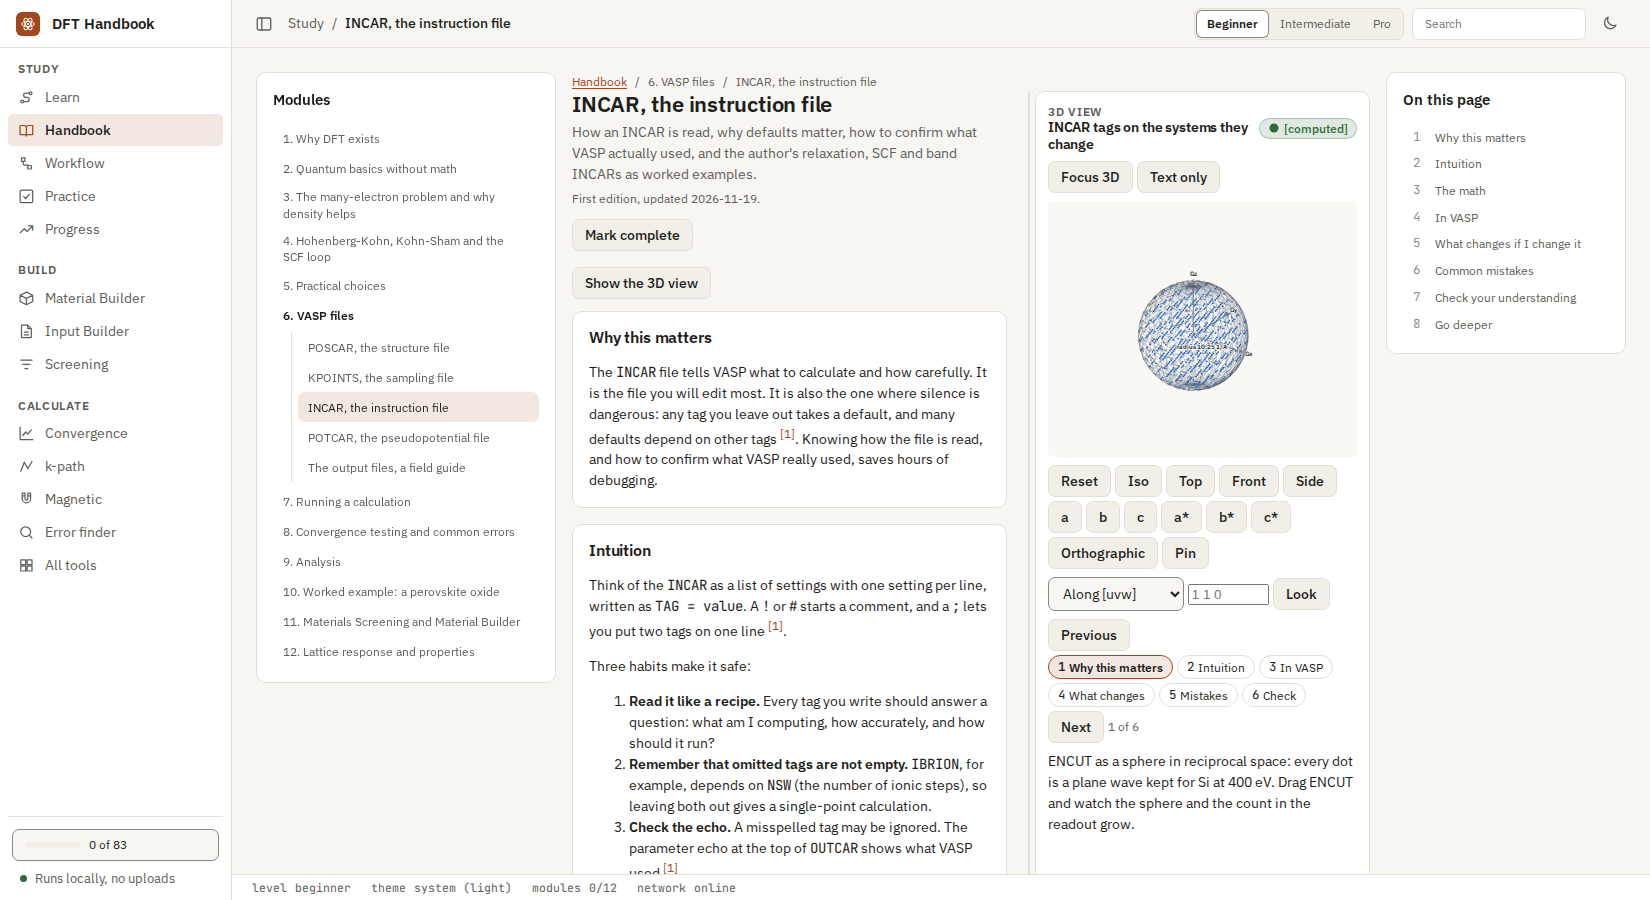 DFT Handbook
STUDY
Learn
Handbook
Workflow
Practice
Progress
BUILD
Material Builder
Input Builder
Screening
CALCULATE
Convergence
k-path
Magnetic
Error finder
All tools
0 of 83
Runs locally, no uploads
Study / INCAR, the instruction file
Beginner Intermediate Pro
Search
Modules
1. Why DFT exists
2. Quantum basics without math
3. The many-electron problem and why
density helps
4. Hohenberg-Kohn, Kohn-Sham and the
SCF loop
5. Practical choices
6. VASP files
POSCAR, the structure file
KPOINTS, the sampling file
INCAR, the instruction file
POTCAR, the pseudopotential file
The output files, a field guide
7. Running a calculation
8. Convergence testing and common errors
9. Analysis
10. Worked example: a perovskite oxide
11. Materials Screening and Material Builder
12. Lattice response and properties
Handbook / 6. VASP files / INCAR, the instruction file
INCAR, the instruction file
How an INCAR is read, why defaults matter, how to confirm what
VASP actually used, and the author's relaxation, SCF and band
INCARs as worked examples.
First edition, updated 2026-11-19.
Mark complete
Show the 3D view
Why this matters
The INCAR file tells VASP what to calculate and how carefully. It
is the file you will edit most. It is also the one where silence is
dangerous: any tag you leave out takes a default, and many
defaults depend on other tags [1]. Knowing how the file is read,
and how to confirm what VASP really used, saves hours of
debugging.
Intuition
Think of the INCAR as a list of settings with one setting per line,
written as TAG = value. A ! or # starts a comment, and a ; lets
you put two tags on one line [1].
Three habits make it safe:
1. Read it like a recipe. Every tag you write should answer a
question: what am I computing, how accurately, and how
should it run?
2. Remember that omitted tags are not empty. IBRION, for
example, depends on NSW (the number of ionic steps), so
leaving both out gives a single-point calculation.
3. Check the echo. A misspelled tag may be ignored. The
parameter echo at the top of OUTCAR shows what VASP
used [1]
3D VIEW
INCAR tags on the systems they
change
[computed]
Focus 3D Text only
Gz
Gy
Gx
Reset Iso Top Front Side
a b c a* b* c*
Orthographic Pin
Along [uvw] 1 1 0 Look
Previous
1 Why this matters 2 Intuition 3 In VASP
4 What changes 5 Mistakes 6 Check
Next 1 of 6
ENCUT as a sphere in reciprocal space: every dot
is a plane wave kept for Si at 400 eV. Drag ENCUT
and watch the sphere and the count in the
readout grow.
On this page
1 Why this matters
2 Intuition
3 The math
4 In VASP
5 What changes if I change it
6 Common mistakes
7 Check your understanding
8 Go deeper
level beginner theme system (light) modules 0/12 network online